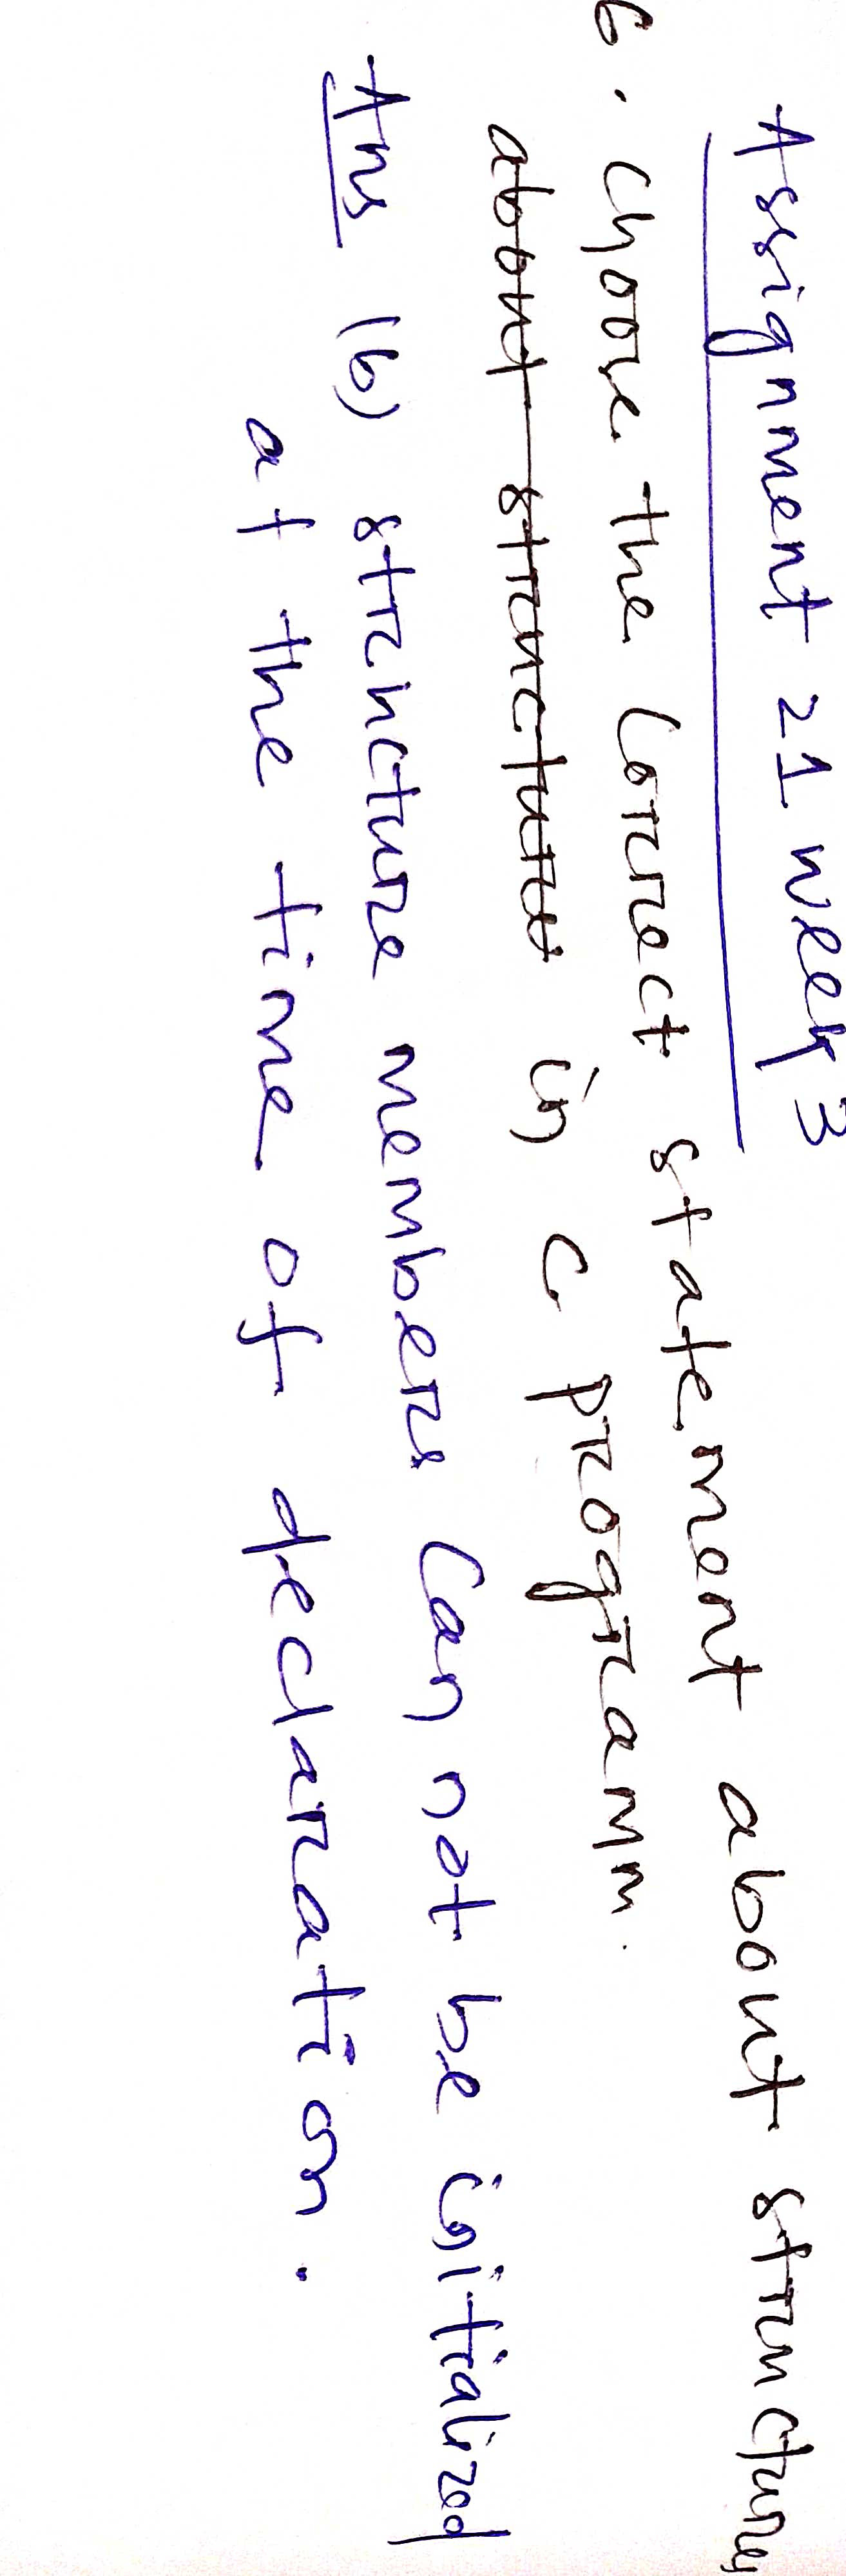 Assignment 21 week 3
6. Choose the Correct statement about structures
about structure in C programm.
Ans (b) structure members Can not be initialized
at the time of declaration.